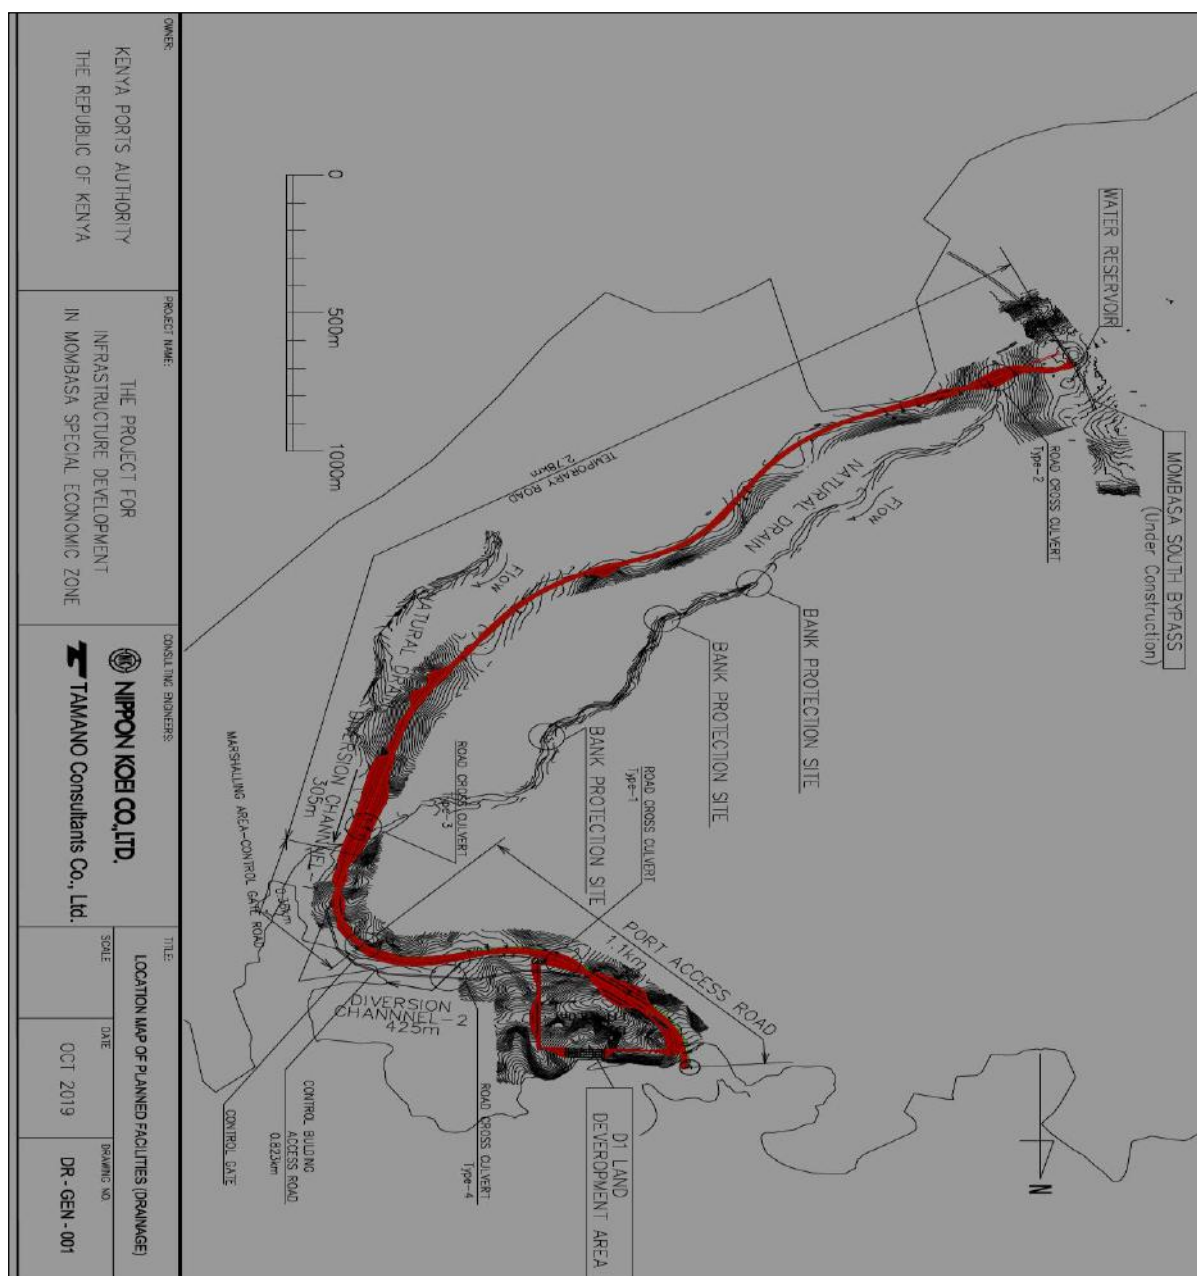 WATER RESERVOIR
MOMBASA SOUTH BYPASS
(Under Construction)
ROAD CROSS CULVERT
Type-2
NATURAL DRAIN
Flow
TEMPORARY ROAD
2.78km
BANK PROTECTION SITE
BANK PROTECTION SITE
BANK PROTECTION SITE
Flow
NATURAL DRAIN
DIVERSION CHANNEL-1
305m
ROAD CROSS CULVERT
Type-3
ROAD CROSS CULVERT
Type-1
PORT ACCESS ROAD
1.1km
MARSHALLING AREA-CONTROL GATE ROAD
DIVERSION
CHANNNEL-2
425m
ROAD CROSS CULVERT
Type-4
CONTROL BULDING
ACCESS ROAD
0.823km
CONTROL GATE
D1 LAND
DEVEROPMENT AREA
N
0
500m
1000m
OWNER:
KENYA PORTS AUTHORITY
THE REPUBLIC OF KENYA
PROJECT NAME:
THE PROJECT FOR
INFRASTRUCTURE DEVELOPMENT
IN MOMBASA SPECIAL ECONOMIC ZONE
CONSULTING ENGINEERS:
NIPPON KOEI CO.,LTD.
TAMANO Consultants Co., Ltd.
TITLE:
LOCATION MAP OF PLANNED FACILITIES (DRAINAGE)
SCALE
DATE
OCT 2019
DRAWING NO.
DR - GEN - 001